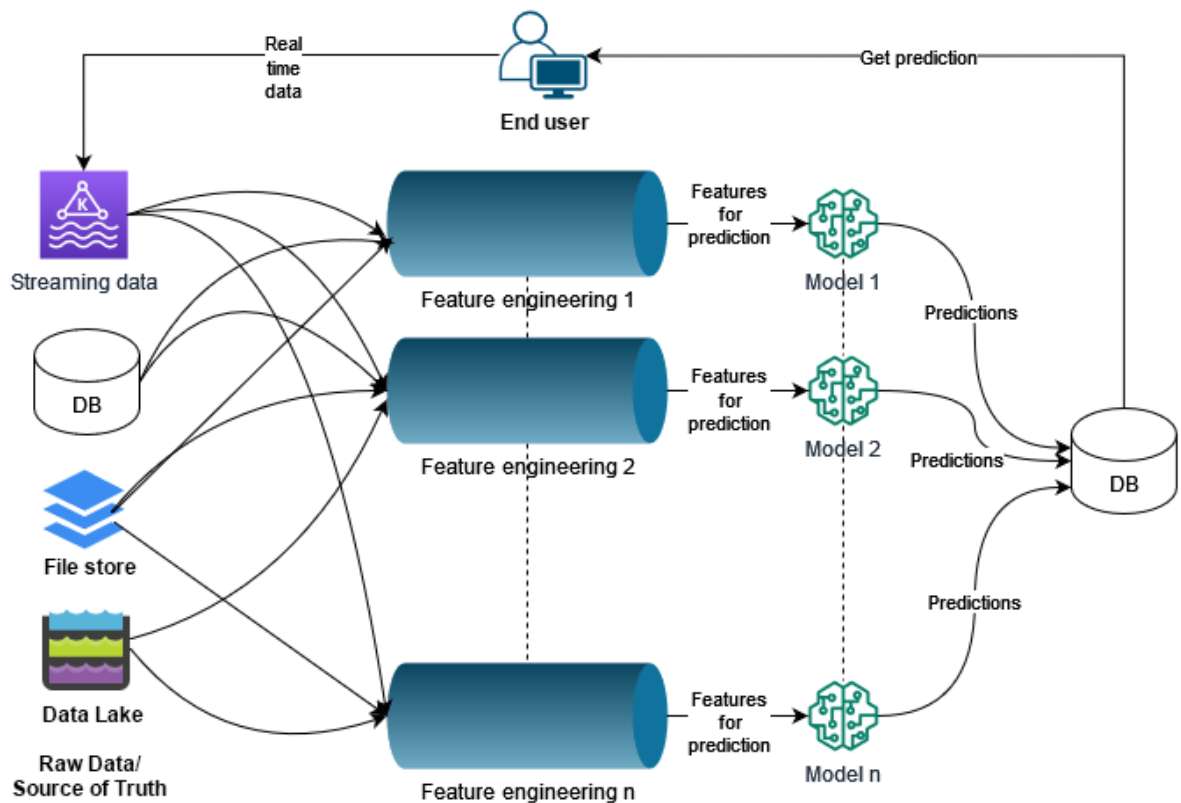 Real
time
data
Get prediction
End user
K
Streaming data
Features
for
prediction
Feature engineering 1
Model 1
Predictions
DB
Features
for
prediction
Feature engineering 2
Model 2
Predictions
DB
File store
Predictions
Data Lake
Features
for
prediction
Raw Data/
Source of Truth
Feature engineering n
Model n